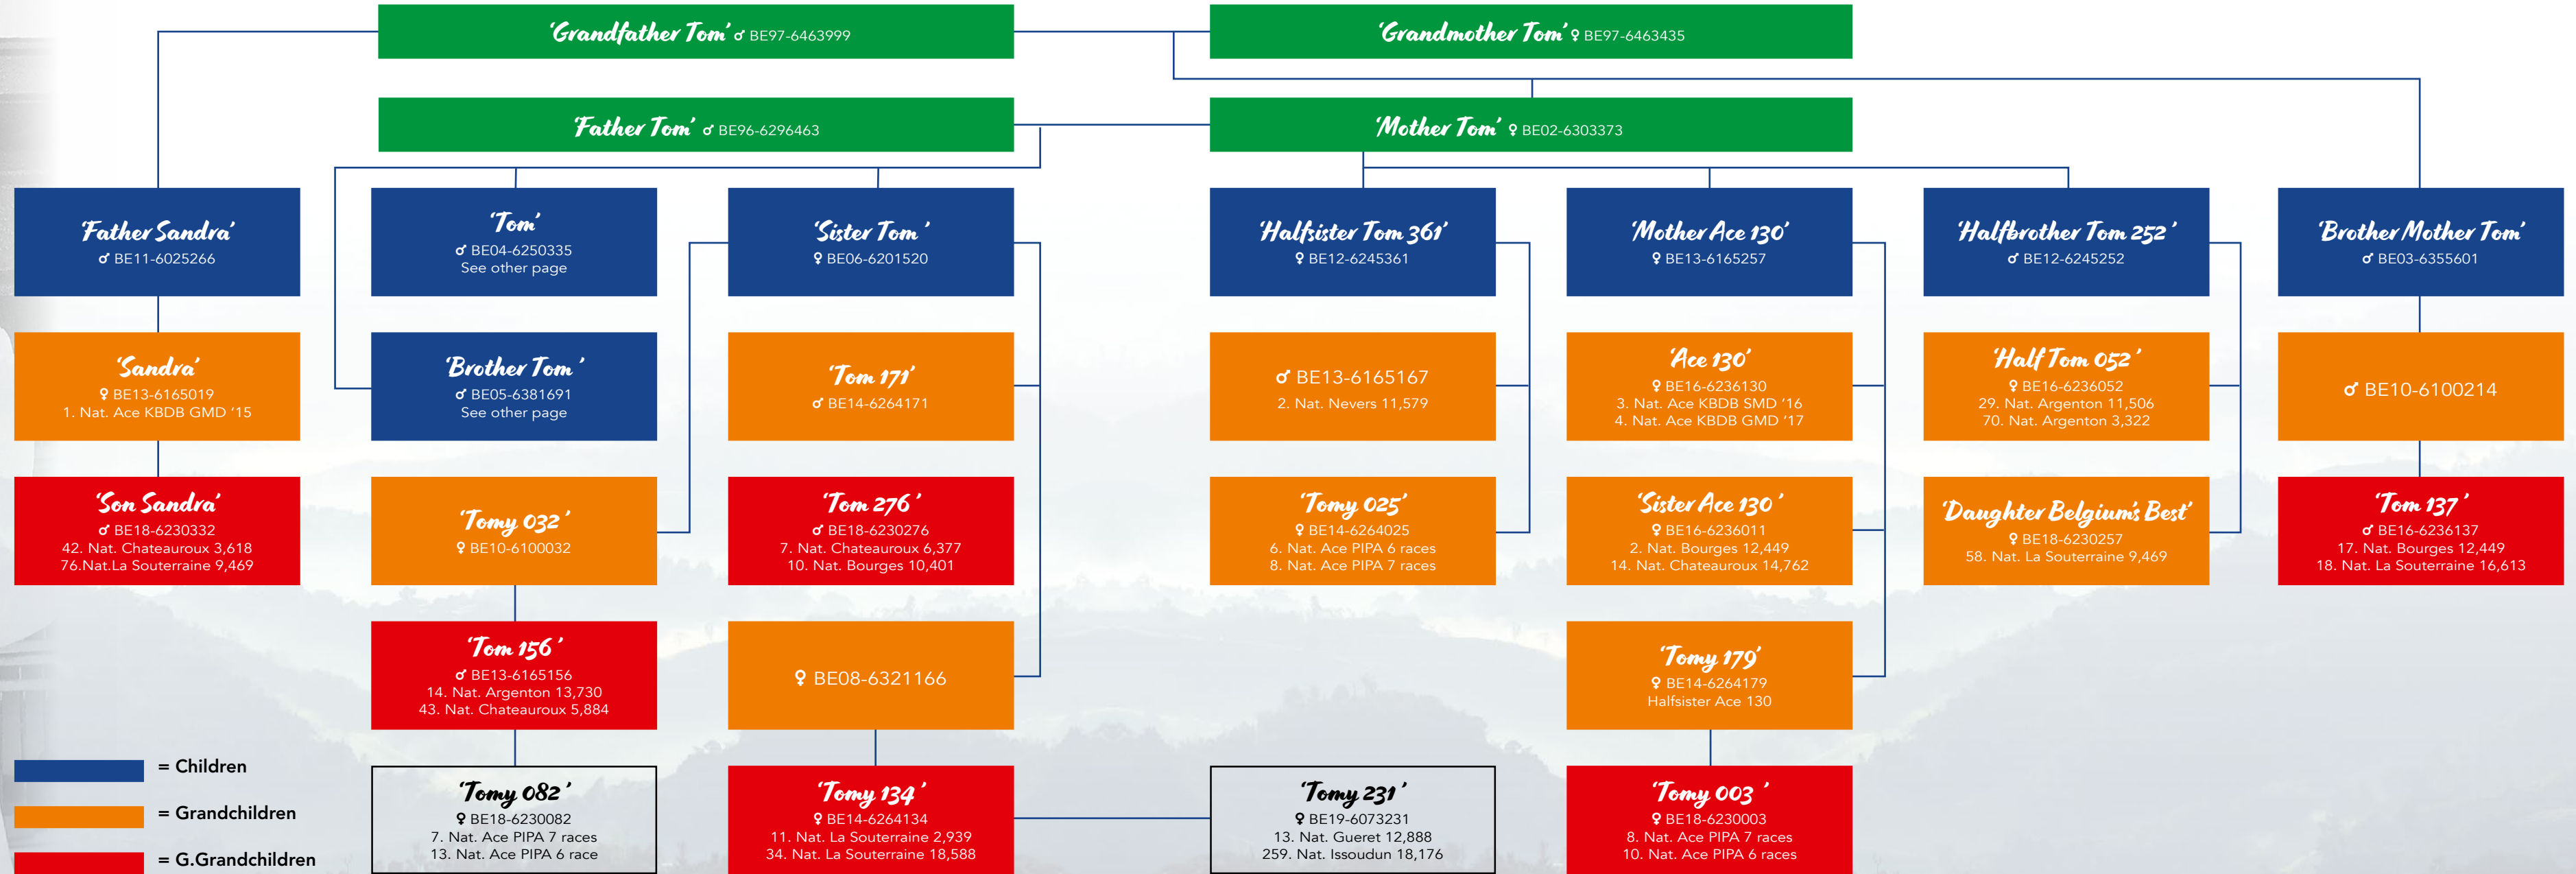 ‘Grandfather Tom’ ♂ BE97-6463999
‘Grandmother Tom’ ♀ BE97-6463435
‘Father Tom’ ♂ BE96-6296463
‘Mother Tom’ ♀ BE02-6303373
‘Father Sandra’
♂ BE11-6025266
‘Tom’
♂ BE04-6250335
See other page
‘Sister Tom ’
♀ BE06-6201520
‘Halfsister Tom 361’
♀ BE12-6245361
‘Mother Ace 130’
♀ BE13-6165257
‘Halfbrother Tom 252 ’
♂ BE12-6245252
‘Brother Mother Tom’
♂ BE03-6355601
‘Sandra’
♀ BE13-6165019
1. Nat. Ace KBDB GMD ’15
‘Brother Tom ’
♂ BE05-6381691
See other page
‘Tom 171’
♂ BE14-6264171
♂ BE13-6165167
2. Nat. Nevers 11,579
‘Ace 130’
♀ BE16-6236130
3. Nat. Ace KBDB SMD ’16
4. Nat. Ace KBDB GMD ’17
‘Half Tom 052 ’
♀ BE16-6236052
29. Nat. Argenton 11,506
70. Nat. Argenton 3,322
♂ BE10-6100214
‘Son Sandra’
♂ BE18-6230332
42. Nat. Chateauroux 3,618
76.Nat.La Souterraine 9,469
‘Tomy 032 ’
♀ BE10-6100032
‘Tom 276 ’
♂ BE18-6230276
7. Nat. Chateauroux 6,377
10. Nat. Bourges 10,401
‘Tomy 025’
♀ BE14-6264025
6. Nat. Ace PIPA 6 races
8. Nat. Ace PIPA 7 races
‘Sister Ace 130 ’
♀ BE16-6236011
2. Nat. Bourges 12,449
14. Nat. Chateauroux 14,762
‘Daughter Belgium’s Best’
♀ BE18-6230257
58. Nat. La Souterraine 9,469
‘Tom 137 ’
♂ BE16-6236137
17. Nat. Bourges 12,449
18. Nat. La Souterraine 16,613
‘Tom 156 ’
♂ BE13-6165156
14. Nat. Argenton 13,730
43. Nat. Chateauroux 5,884
♀ BE08-6321166
‘Tomy 179’
♀ BE14-6264179
Halfsister Ace 130
= Children
= Grandchildren
= G.Grandchildren
‘Tomy 082 ’
♀ BE18-6230082
7. Nat. Ace PIPA 7 races
13. Nat. Ace PIPA 6 race
‘Tomy 134 ’
♀ BE14-6264134
11. Nat. La Souterraine 2,939
34. Nat. La Souterraine 18,588
‘Tomy 231 ’
♀ BE19-6073231
13. Nat. Gueret 12,888
259. Nat. Issoudun 18,176
‘Tomy 003 ’
♀ BE18-6230003
8. Nat. Ace PIPA 7 races
10. Nat. Ace PIPA 6 races